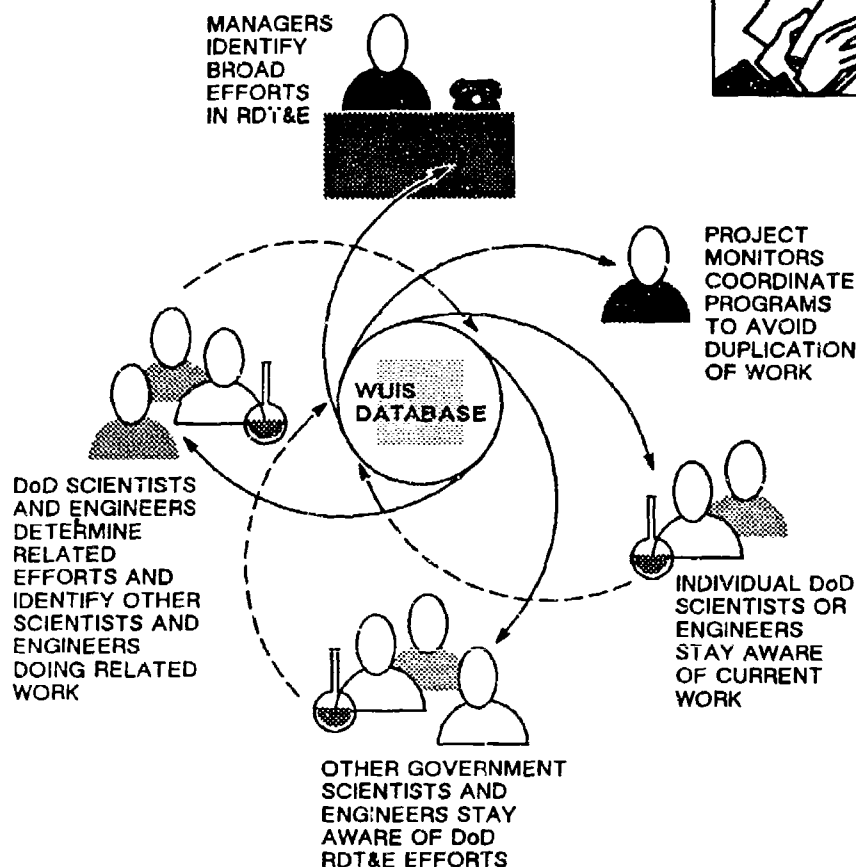 MANAGERS
IDENTIFY
BROAD
EFFORTS
IN RDT&E
PROJECT
MONITORS
COORDINATE
PROGRAMS
TO AVOID
DUPLICATION
OF WORK
WUIS
DATABASE
DoD SCIENTISTS
AND ENGINEERS
DETERMINE
RELATED
EFFORTS AND
IDENTIFY OTHER
SCIENTISTS AND
ENGINEERS
DOING RELATED
WORK
INDIVIDUAL DoD
SCIENTISTS OR
ENGINEERS
STAY AWARE
OF CURRENT
WORK
OTHER GOVERNMENT
SCIENTISTS AND
ENGINEERS STAY
AWARE OF DoD
RDT&E EFFORTS